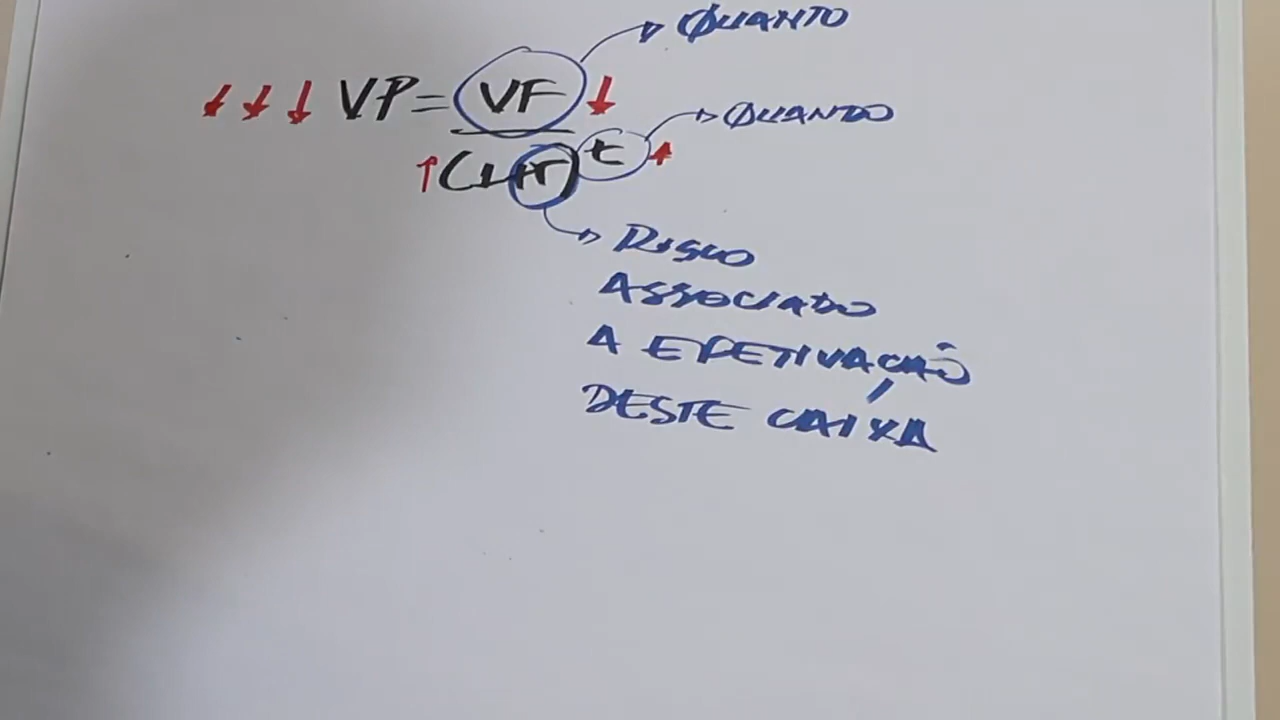 QUANTO
↓ ↓ ↓ VP = VF ↓
QUANDO
↑ (1+r)^t ↑
RISCO
ASSOCIADO
A EFETIVAÇÃO
DESTE CAIXA